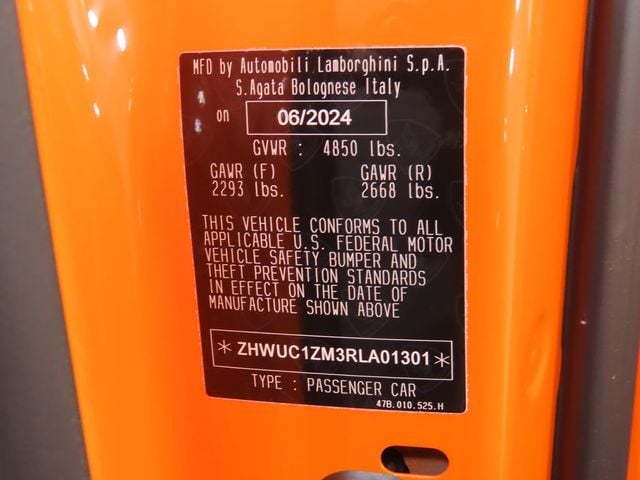 MFD by Automobili Lamborghini S.p.A.
S.Agata Bolognese Italy
on 06/2024
GVWR : 4850 lbs.
GAWR (F) GAWR (R)
2293 lbs. 2668 lbs.
THIS VEHICLE CONFORMS TO ALL
APPLICABLE U.S. FEDERAL MOTOR
VEHICLE SAFETY BUMPER AND
THEFT PREVENTION STANDARDS
IN EFFECT ON THE DATE OF
MANUFACTURE SHOWN ABOVE
*ZHWUC1ZM3RLA01301*
TYPE : PASSENGER CAR
47B.010.525.H